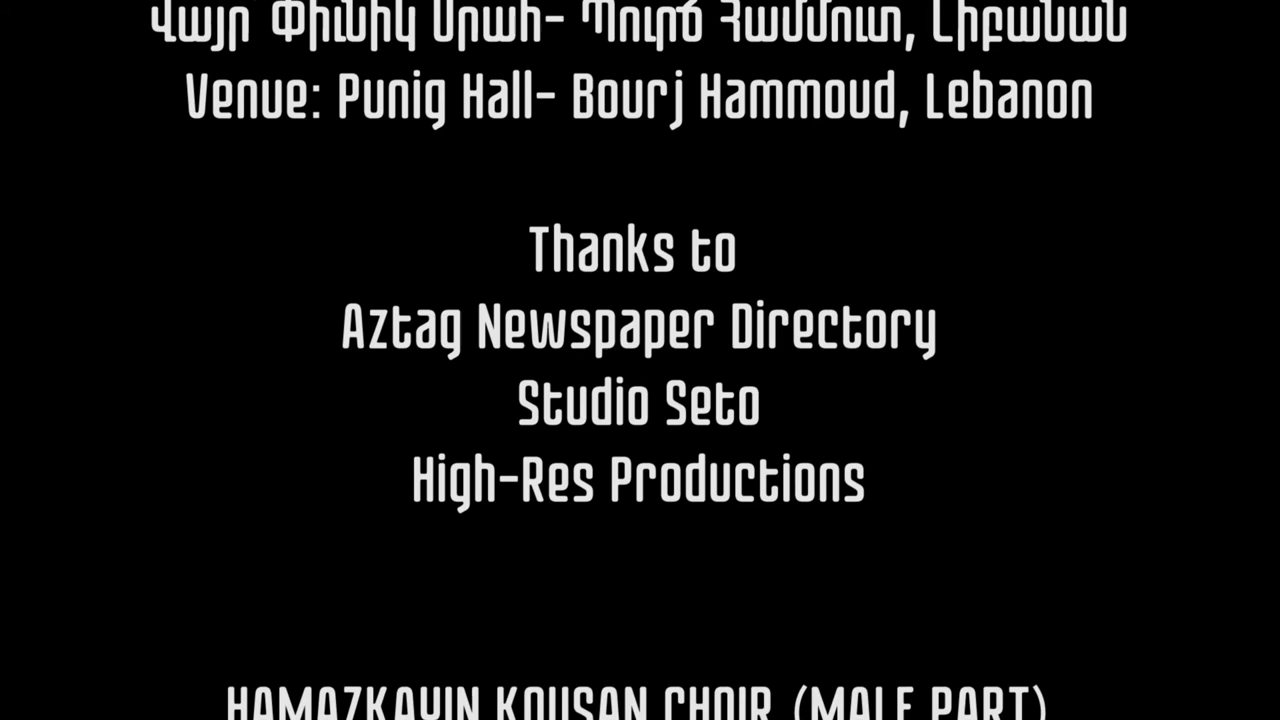 Վայր՝ Փիւնիկ Սրահ- Պուրճ Համմուտ, Լիբանան
Venue: Punig Hall- Bourj Hammoud, Lebanon
Thanks to
Aztag Newspaper Directory
Studio Seto
High-Res Productions
HAMAZKAYIN KOUSAN CHOIR (MALE PART)